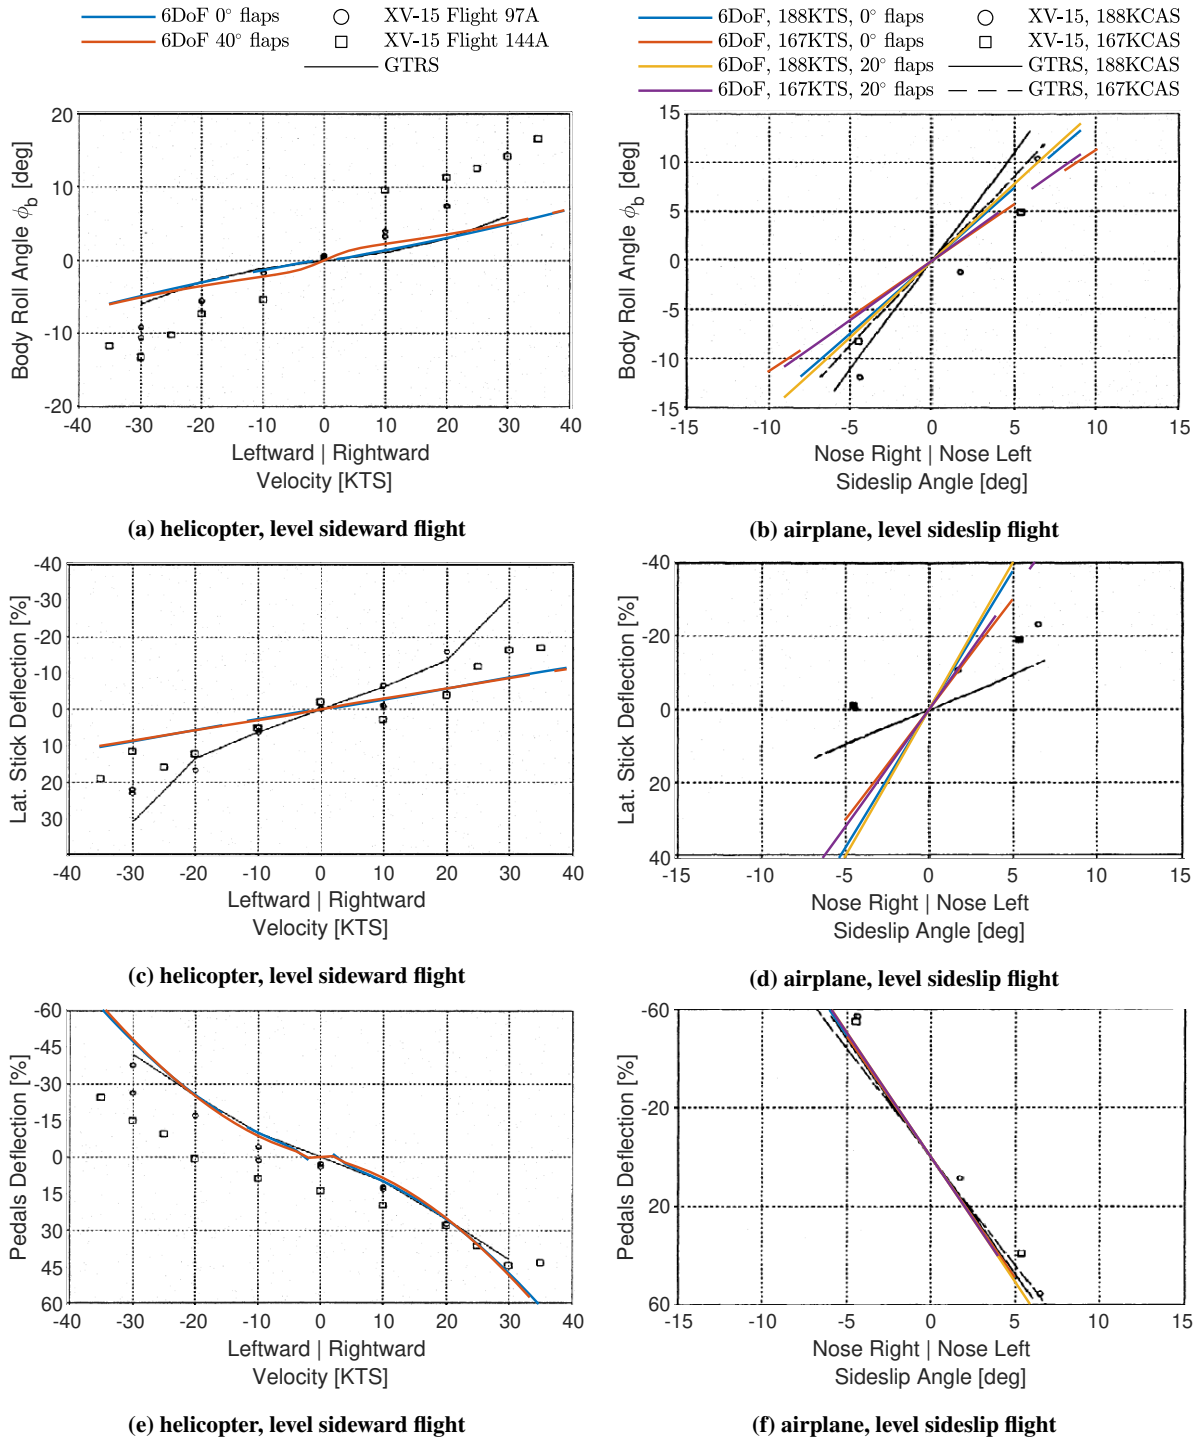 6DoF 0° flaps
6DoF 40° flaps
XV-15 Flight 97A
XV-15 Flight 144A
GTRS
6DoF, 188KTS, 0° flaps
6DoF, 167KTS, 0° flaps
6DoF, 188KTS, 20° flaps
6DoF, 167KTS, 20° flaps
XV-15, 188KCAS
XV-15, 167KCAS
GTRS, 188KCAS
GTRS, 167KCAS
Body Roll Angle ϕb [deg]
20
10
0
-10
-20
-40 -30 -20 -10 0 10 20 30 40
Leftward | Rightward
Velocity [KTS]
(a) helicopter, level sideward flight
Body Roll Angle ϕb [deg]
15
10
5
0
-5
-10
-15
-15 -10 -5 0 5 10 15
Nose Right | Nose Left
Sideslip Angle [deg]
(b) airplane, level sideslip flight
Lat. Stick Deflection [%]
-40
-30
-20
-10
0
10
20
30
-40 -30 -20 -10 0 10 20 30 40
Leftward | Rightward
Velocity [KTS]
(c) helicopter, level sideward flight
Lat. Stick Deflection [%]
-40
-20
0
20
40
-15 -10 -5 0 5 10 15
Nose Right | Nose Left
Sideslip Angle [deg]
(d) airplane, level sideslip flight
Pedals Deflection [%]
-60
45
-30
-15
0
15
30
45
60
-40 -30 -20 -10 0 10 20 30 40
Leftward | Rightward
Velocity [KTS]
(e) helicopter, level sideward flight
Pedals Deflection [%]
-60
-20
20
60
-15 -10 -5 0 5 10 15
Nose Right | Nose Left
Sideslip Angle [deg]
(f) airplane, level sideslip flight